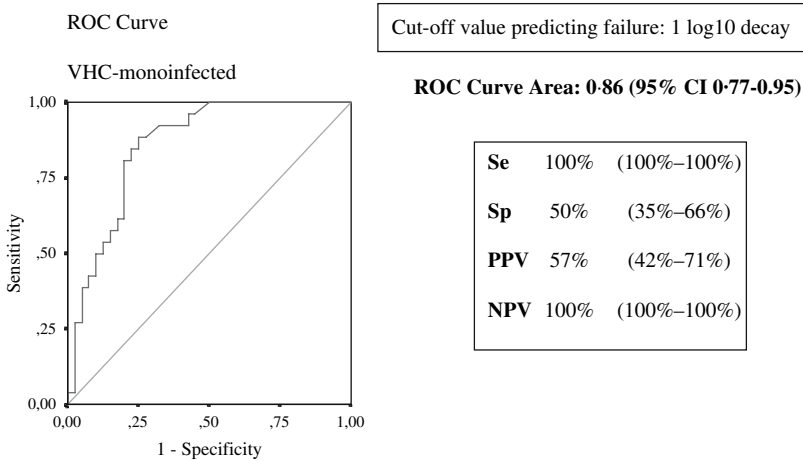 ROC Curve
VHC-monoinfected
1,00
,75
,50
,25
0,00
Sensitivity
0,00 ,25 ,50 ,75 1,00
1 - Specificity
Cut-off value predicting failure: 1 log10 decay
ROC Curve Area: 0·86 (95% CI 0·77-0.95)
Se 100% (100%–100%)
Sp 50% (35%–66%)
PPV 57% (42%–71%)
NPV 100% (100%–100%)